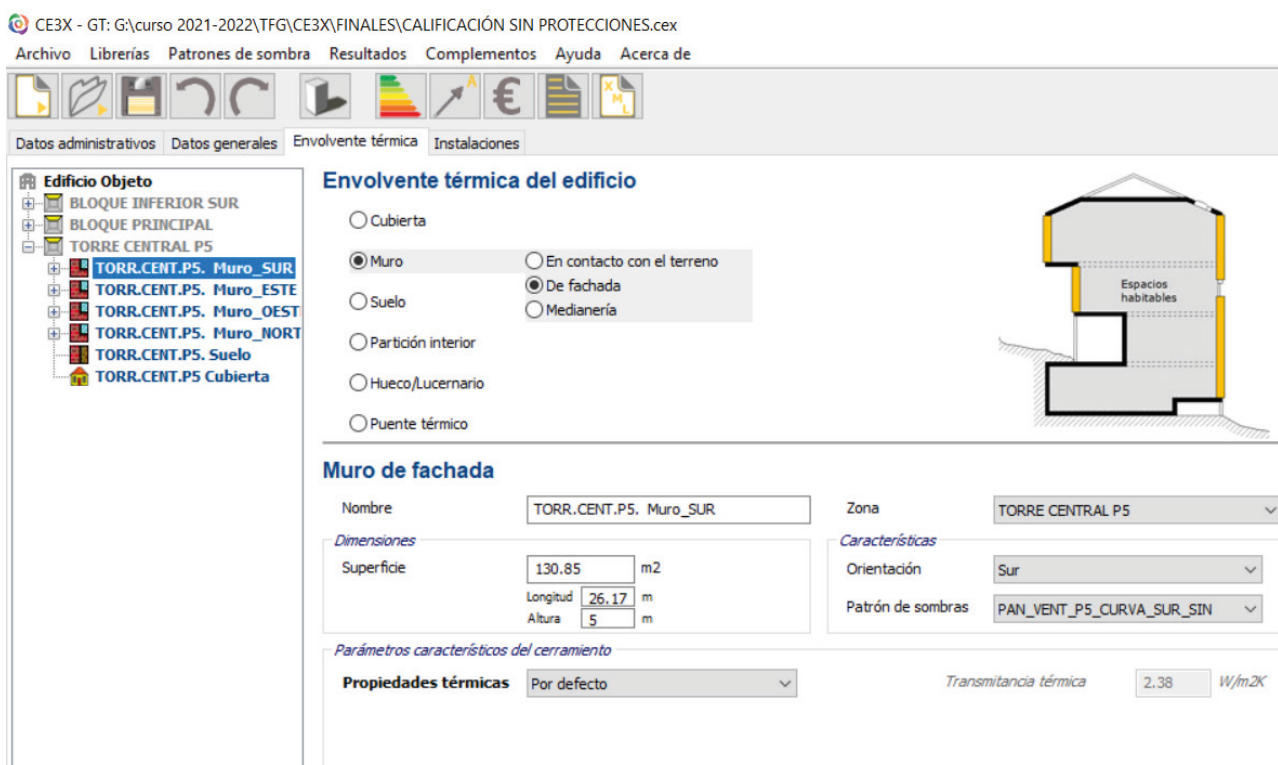 CE3X - GT: G:\curso 2021-2022\TFG\CE3X\FINALES\CALIFICACIÓN SIN PROTECCIONES.cex
Archivo Librerías Patrones de sombra Resultados Complementos Ayuda Acerca de
Datos administrativos Datos generales Envolvente térmica Instalaciones
Edificio Objeto
BLOQUE INFERIOR SUR
BLOQUE PRINCIPAL
TORRE CENTRAL P5
TORR.CENT.P5. Muro_SUR
TORR.CENT.P5. Muro_ESTE
TORR.CENT.P5. Muro_OEST
TORR.CENT.P5. Muro_NORT
TORR.CENT.P5. Suelo
TORR.CENT.P5 Cubierta
Envolvente térmica del edificio
Cubierta
Muro
En contacto con el terreno
De fachada
Medianería
Suelo
Partición interior
Hueco/Lucernario
Puente térmico
Espacios
habitables
Muro de fachada
Nombre TORR.CENT.P5. Muro_SUR
Zona TORRE CENTRAL P5
Dimensiones
Superficie 130.85 m2
Longitud 26.17 m
Altura 5 m
Características
Orientación Sur
Patrón de sombras PAN_VENT_P5_CURVA_SUR_SIN
Parámetros característicos del cerramiento
Propiedades térmicas Por defecto
Transmitancia térmica 2.38 W/m2K
A
€
X
M
L